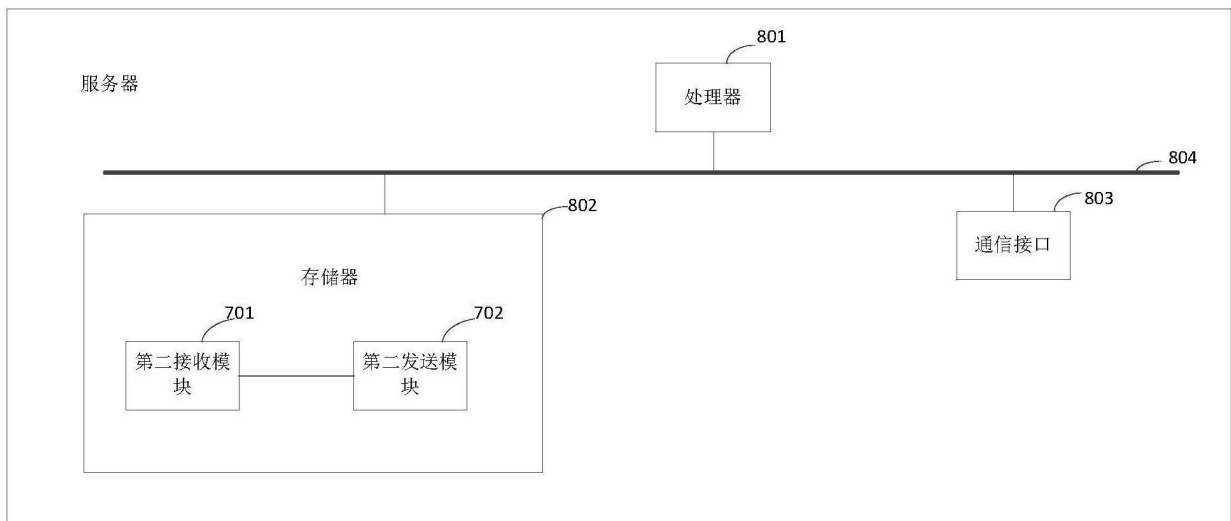 801
服务器
处理器
804
802
803
通信接口
存储器
701
702
第二接收模
块
第二发送模
块